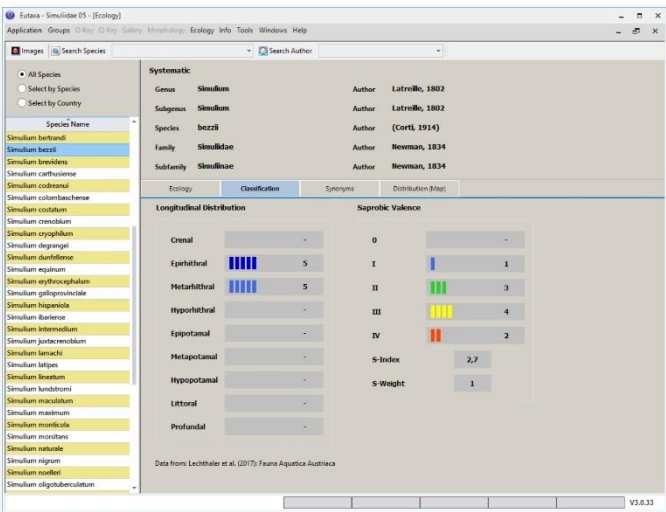 Eutaxa - Simuliidae 05 - [Ecology]
Application Groups D-Key Q-Key Gallery Morphology Ecology Info Tools Windows Help
Images Search Species Search Author
All Species
Select by Species
Select by Country
Species Name
Simulium bertrandi
Simulium bezzii
Simulium brevidens
Simulium carthusiense
Simulium codreanui
Simulium colombaschense
Simulium costatum
Simulium crenobium
Simulium cryophilum
Simulium degrangei
Simulium dunfellense
Simulium equinum
Simulium erythrocephalum
Simulium galloprovinciale
Simulium hispaniola
Simulium ibariense
Simulium intermedium
Simulium juxtacrenobium
Simulium lamachi
Simulium latipes
Simulium lineatum
Simulium lundstromi
Simulium maculatum
Simulium maximum
Simulium monticola
Simulium morsitans
Simulium naturale
Simulium nigrum
Simulium noelleri
Simulium oligotuberculatum
Systematic
Genus Simulium Author Latreille, 1802
Subgenus Simulium Author Latreille, 1802
Species bezzii Author (Corti, 1914)
Family Simuliidae Author Newman, 1834
Subfamily Simuliinae Author Newman, 1834
Ecology Classification Synonyms Distribution (Map)
Longitudinal Distribution
Crenal -
Epirhithral 5
Metarhithral 5
Hyporhithral -
Epipotamal -
Metapotamal -
Hypopotamal -
Littoral -
Profundal -
Saprobic Valence
0 -
I 1
II 3
III 4
IV 2
S-Index 2,7
S-Weight 1
Data from: Lechthaler et al. (2017): Fauna Aquatica Austriaca
V3.0.33